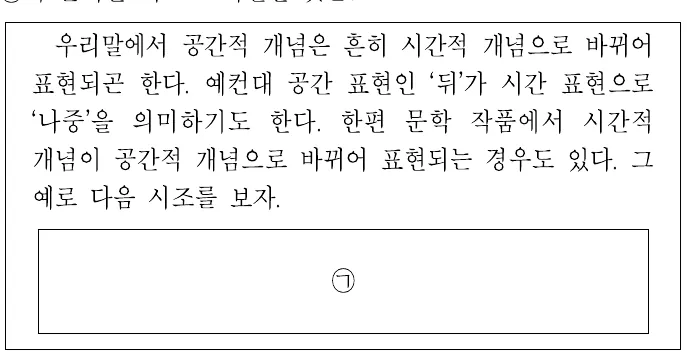 우리말에서 공간적 개념은 흔히 시간적 개념으로 바뀌어
표현되곤 한다. 예컨대 공간 표현인 ‘뒤’가 시간 표현으로
‘나중’을 의미하기도 한다. 한편 문학 작품에서 시간적
개념이 공간적 개념으로 바뀌어 표현되는 경우도 있다. 그
예로 다음 시조를 보자.
㉠